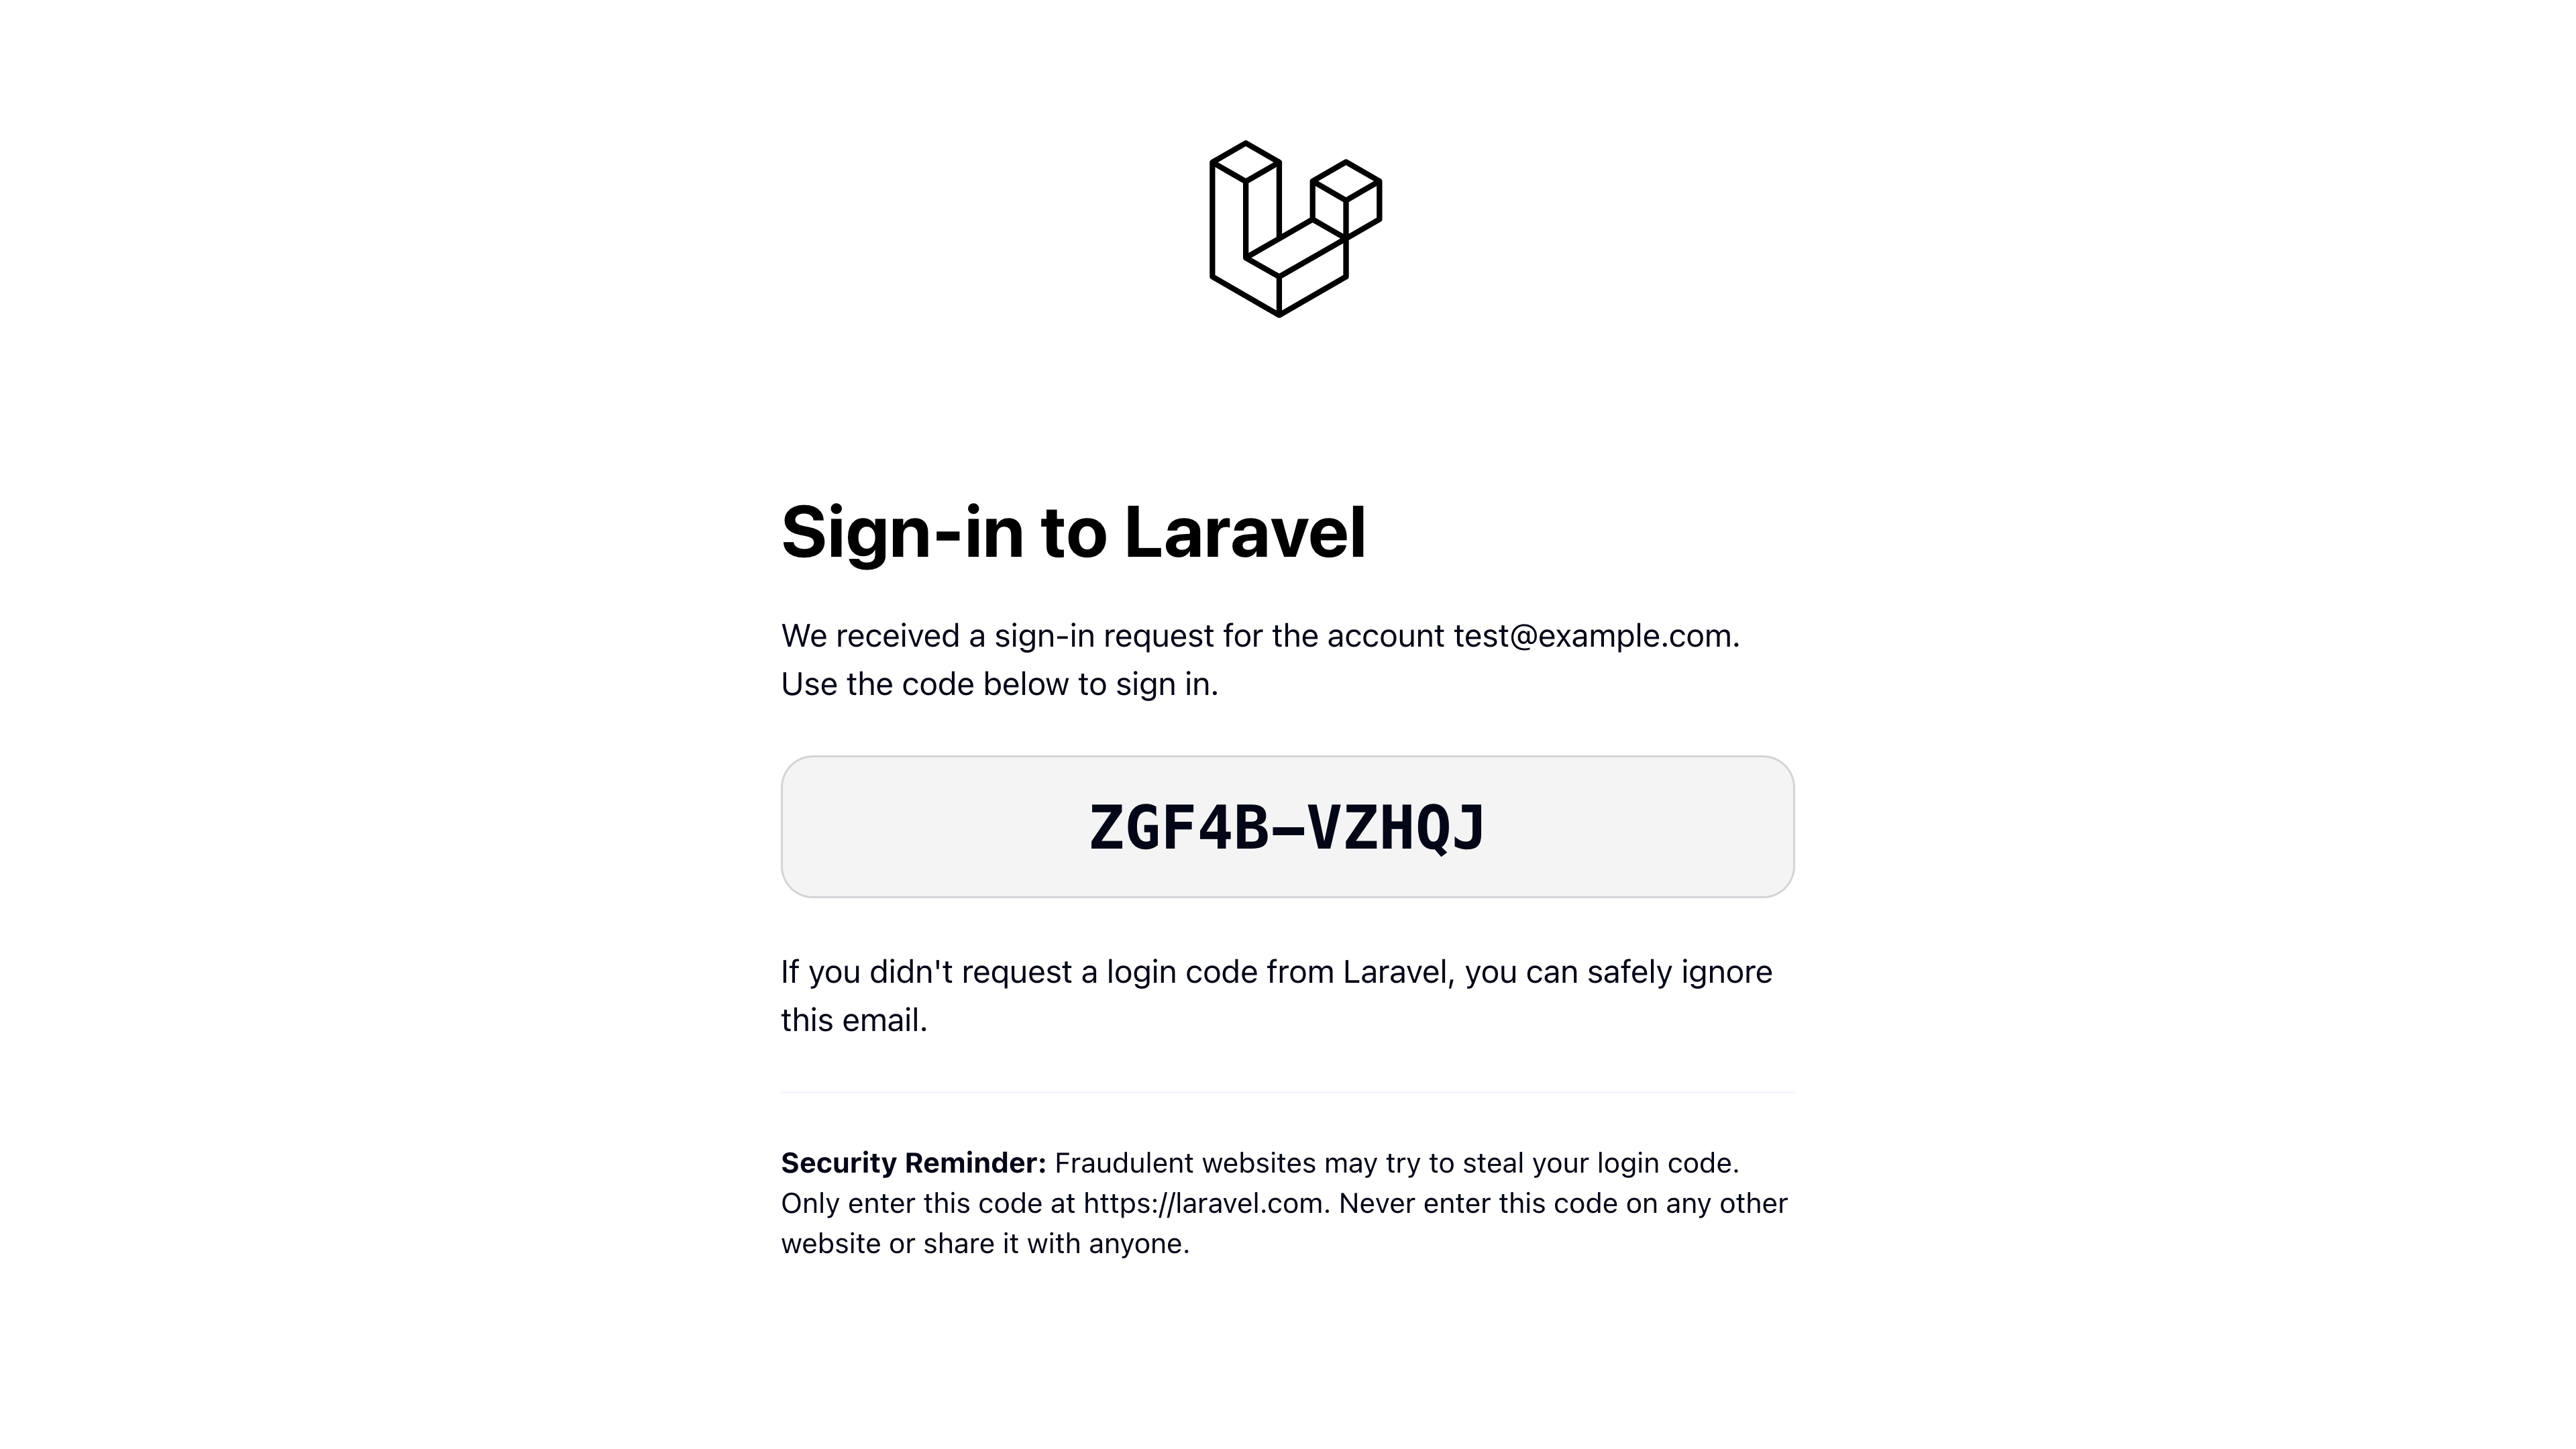 Sign-in to Laravel
We received a sign-in request for the account test@example.com.
Use the code below to sign in.
ZGF4B–VZHQJ
If you didn't request a login code from Laravel, you can safely ignore
this email.
Security Reminder: Fraudulent websites may try to steal your login code.
Only enter this code at https://laravel.com. Never enter this code on any other
website or share it with anyone.